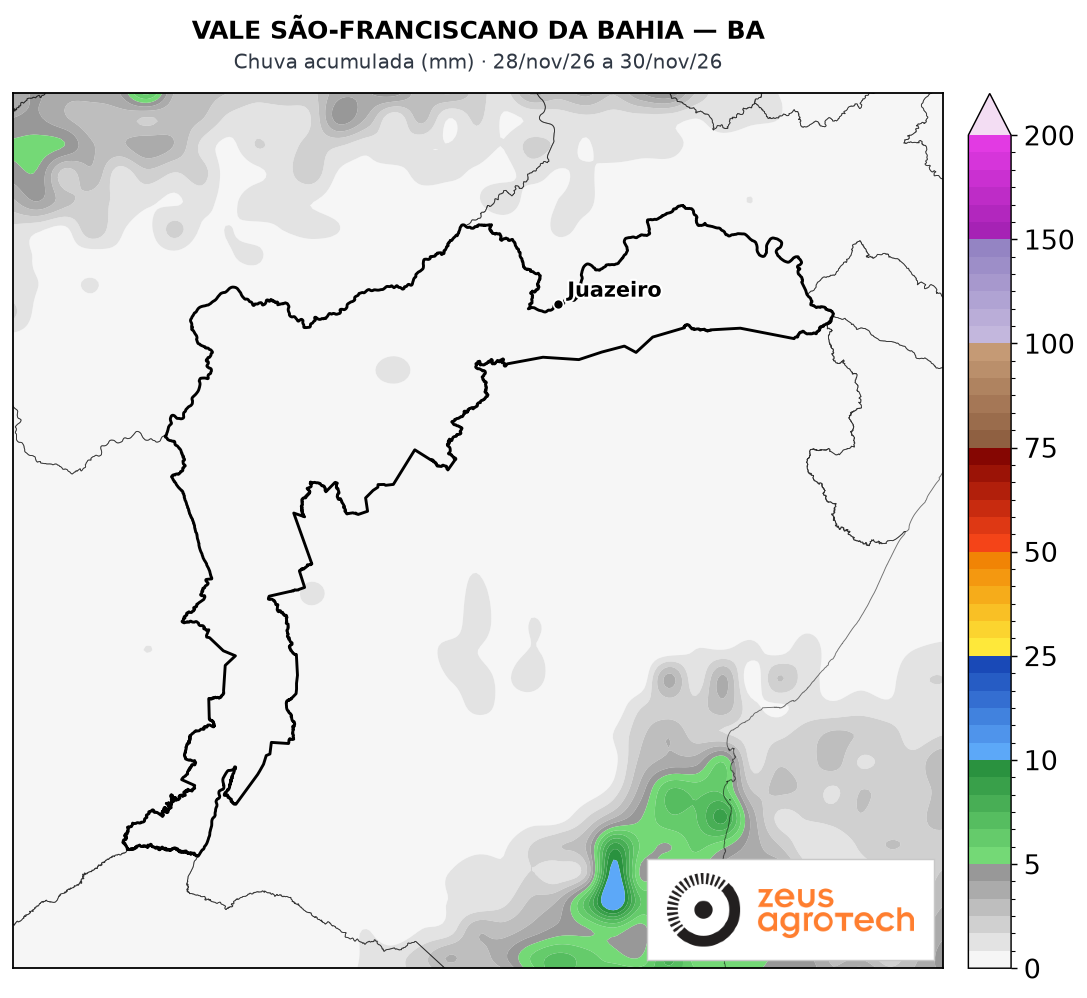 VALE SÃO-FRANCISCANO DA BAHIA — BA
Chuva acumulada (mm) · 28/nov/26 a 30/nov/26
Juazeiro
200
150
100
75
50
25
10
5
0
zeus
agrotech